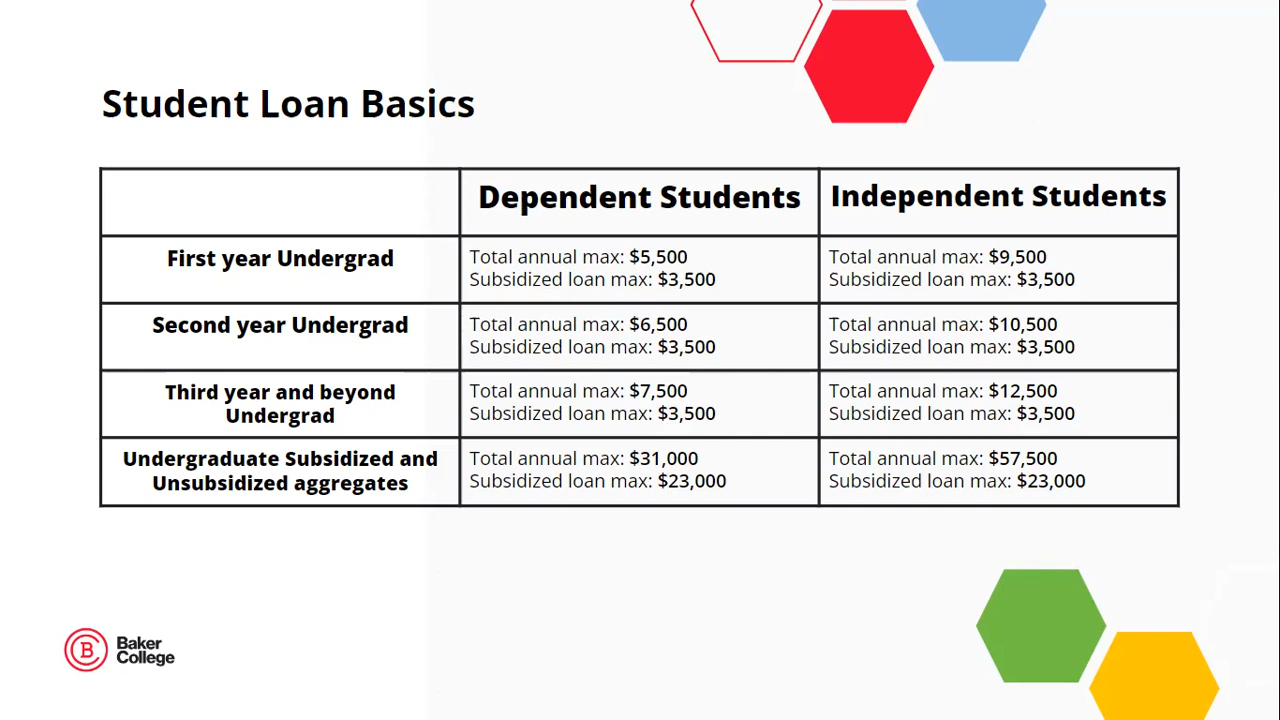 Student Loan Basics
Dependent Students
Independent Students
First year Undergrad
Total annual max: $5,500
Subsidized loan max: $3,500
Total annual max: $9,500
Subsidized loan max: $3,500
Second year Undergrad
Total annual max: $6,500
Subsidized loan max: $3,500
Total annual max: $10,500
Subsidized loan max: $3,500
Third year and beyond
Undergrad
Total annual max: $7,500
Subsidized loan max: $3,500
Total annual max: $12,500
Subsidized loan max: $3,500
Undergraduate Subsidized and
Unsubsidized aggregates
Total annual max: $31,000
Subsidized loan max: $23,000
Total annual max: $57,500
Subsidized loan max: $23,000
B
Baker
College